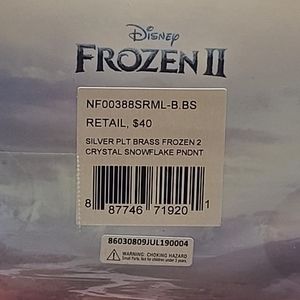 Disney
FROZEN II
NF00388SRML-B.BS
RETAIL, $40
SILVER PLT BRASS FROZEN 2
CRYSTAL SNOWFLAKE PNDNT
8 87746 71920 1
86030809JUL190004
WARNING: CHOKING HAZARD
Small Parts. Not for children under 3 years.